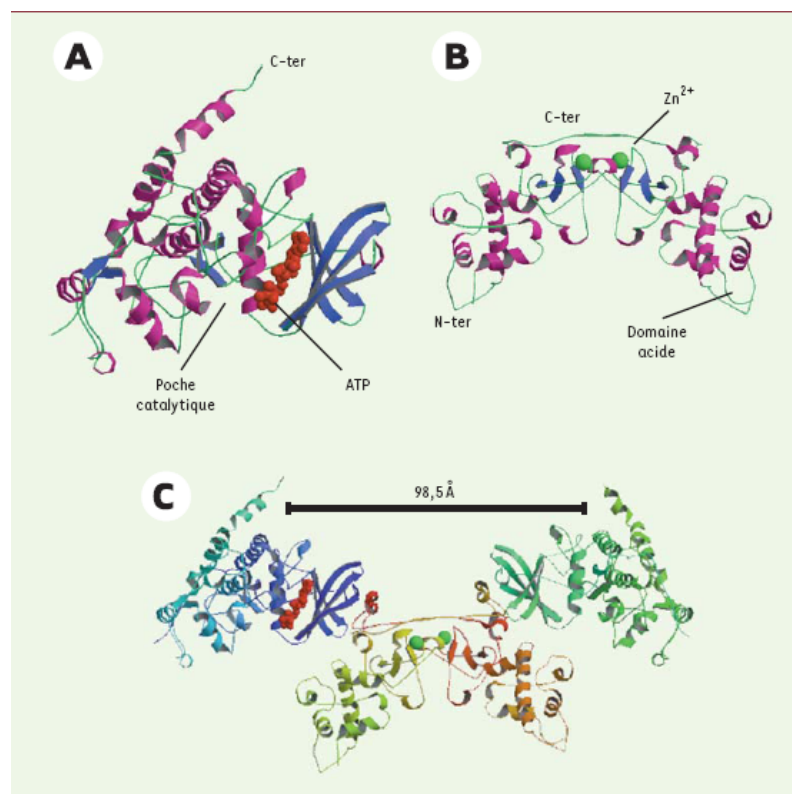 A
C-ter
Poche
catalytique
ATP
B
C-ter
Zn2+
N-ter
Domaine
acide
C
98,5 Å